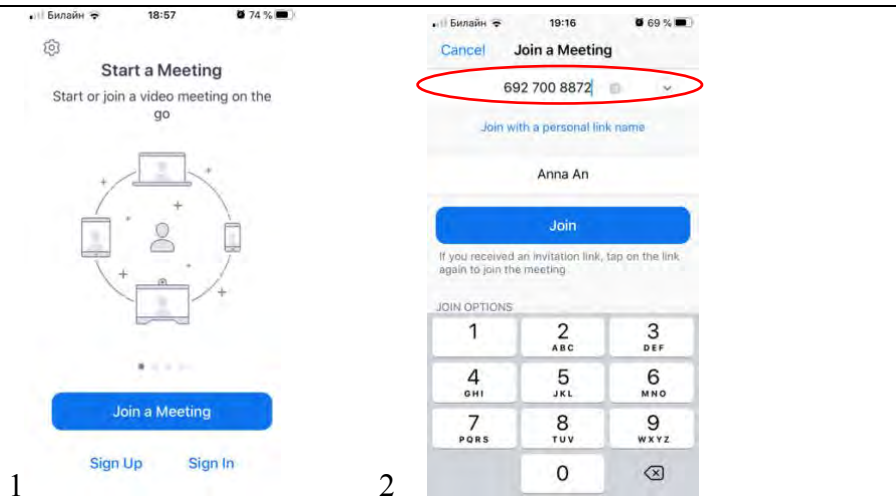 Билайн 18:57 74 %
Start a Meeting
Start or join a video meeting on the
go
Join a Meeting
Sign Up Sign In
1
Билайн 19:16 69 %
Cancel Join a Meeting
692 700 8872
Join with a personal link name
Anna An
Join
If you received an invitation link, tap on the link
again to join the meeting
JOIN OPTIONS
1 2 3
ABC DEF
4 5 6
GHI JKL MNO
7 8 9
PQRS TUV WXYZ
0
2